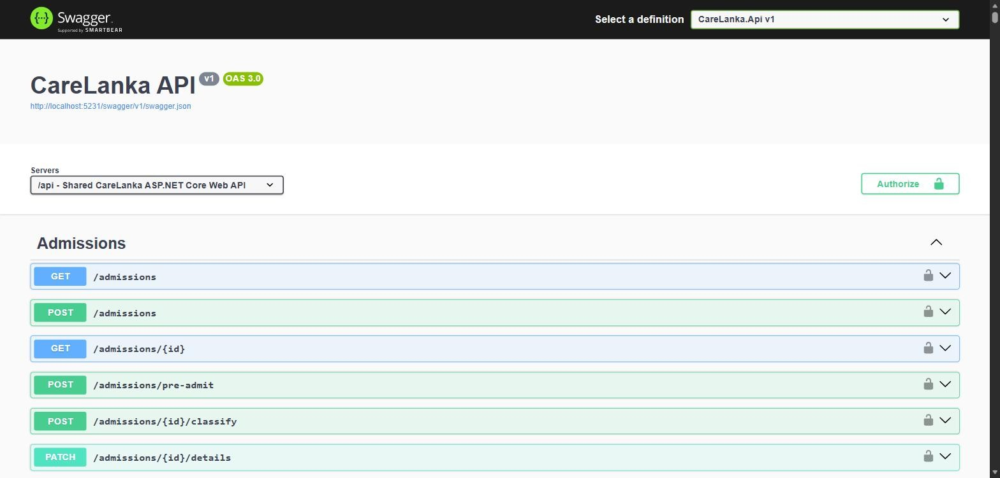 Swagger
Supported by SMARTBEAR
Select a definition
CareLanka.Api v1
CareLanka API
v1
OAS 3.0
http://localhost:5231/swagger/v1/swagger.json
Servers
/api - Shared CareLanka ASP.NET Core Web API
Authorize
Admissions
GET /admissions
POST /admissions
GET /admissions/{id}
POST /admissions/pre-admit
POST /admissions/{id}/classify
PATCH /admissions/{id}/details